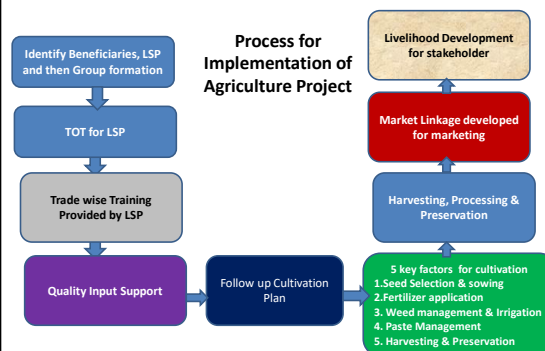 Process for
Implementation of
Agriculture Project
Identify Beneficiaries, LSP
and then Group formation
TOT for LSP
Trade wise Training
Provided by LSP
Quality Input Support
Follow up Cultivation
Plan
5 key factors for cultivation
1.Seed Selection & sowing
2.Fertilizer application
3. Weed management & Irrigation
4. Paste Management
5. Harvesting & Preservation
Harvesting, Processing &
Preservation
Market Linkage developed
for marketing
Livelihood Development
for stakeholder